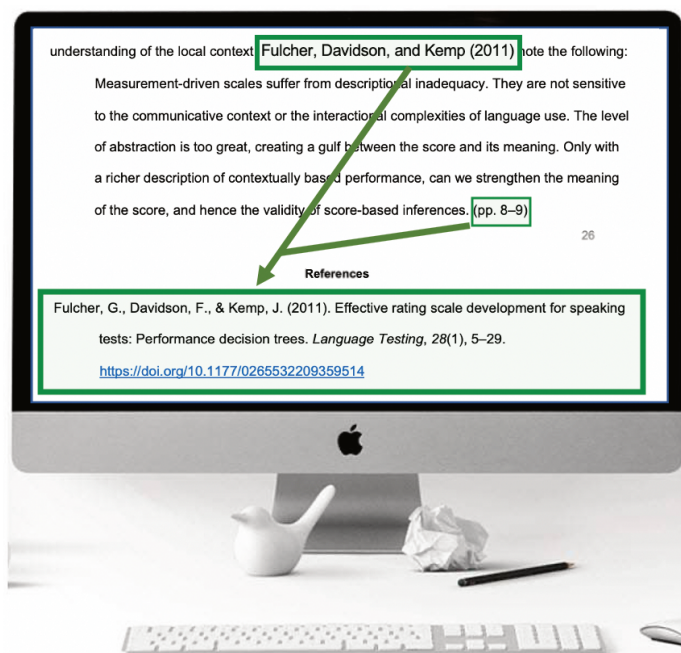 understanding of the local context Fulcher, Davidson, and Kemp (2011) note the following:
Measurement-driven scales suffer from descriptional inadequacy. They are not sensitive
to the communicative context or the interactional complexities of language use. The level
of abstraction is too great, creating a gulf between the score and its meaning. Only with
a richer description of contextually based performance, can we strengthen the meaning
of the score, and hence the validity of score-based inferences. (pp. 8–9)
26
References
Fulcher, G., Davidson, F., & Kemp, J. (2011). Effective rating scale development for speaking
tests: Performance decision trees. Language Testing, 28(1), 5–29.
https://doi.org/10.1177/0265532209359514